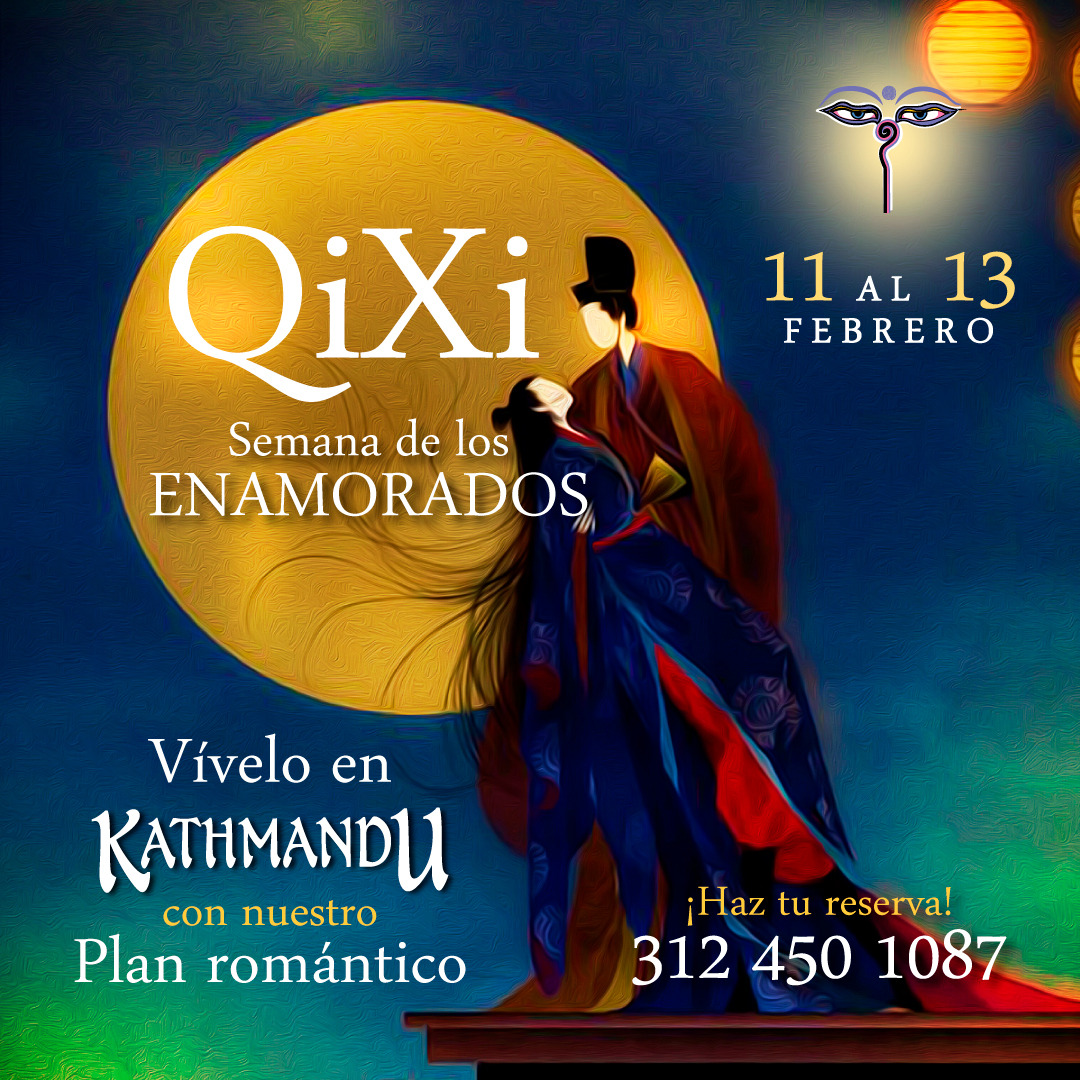 QiXi
Semana de los
ENAMORADOS
11 AL 13
FEBRERO
Vívelo en
KATHMANDU
con nuestro
Plan romántico
¡Haz tu reserva!
312 450 1087